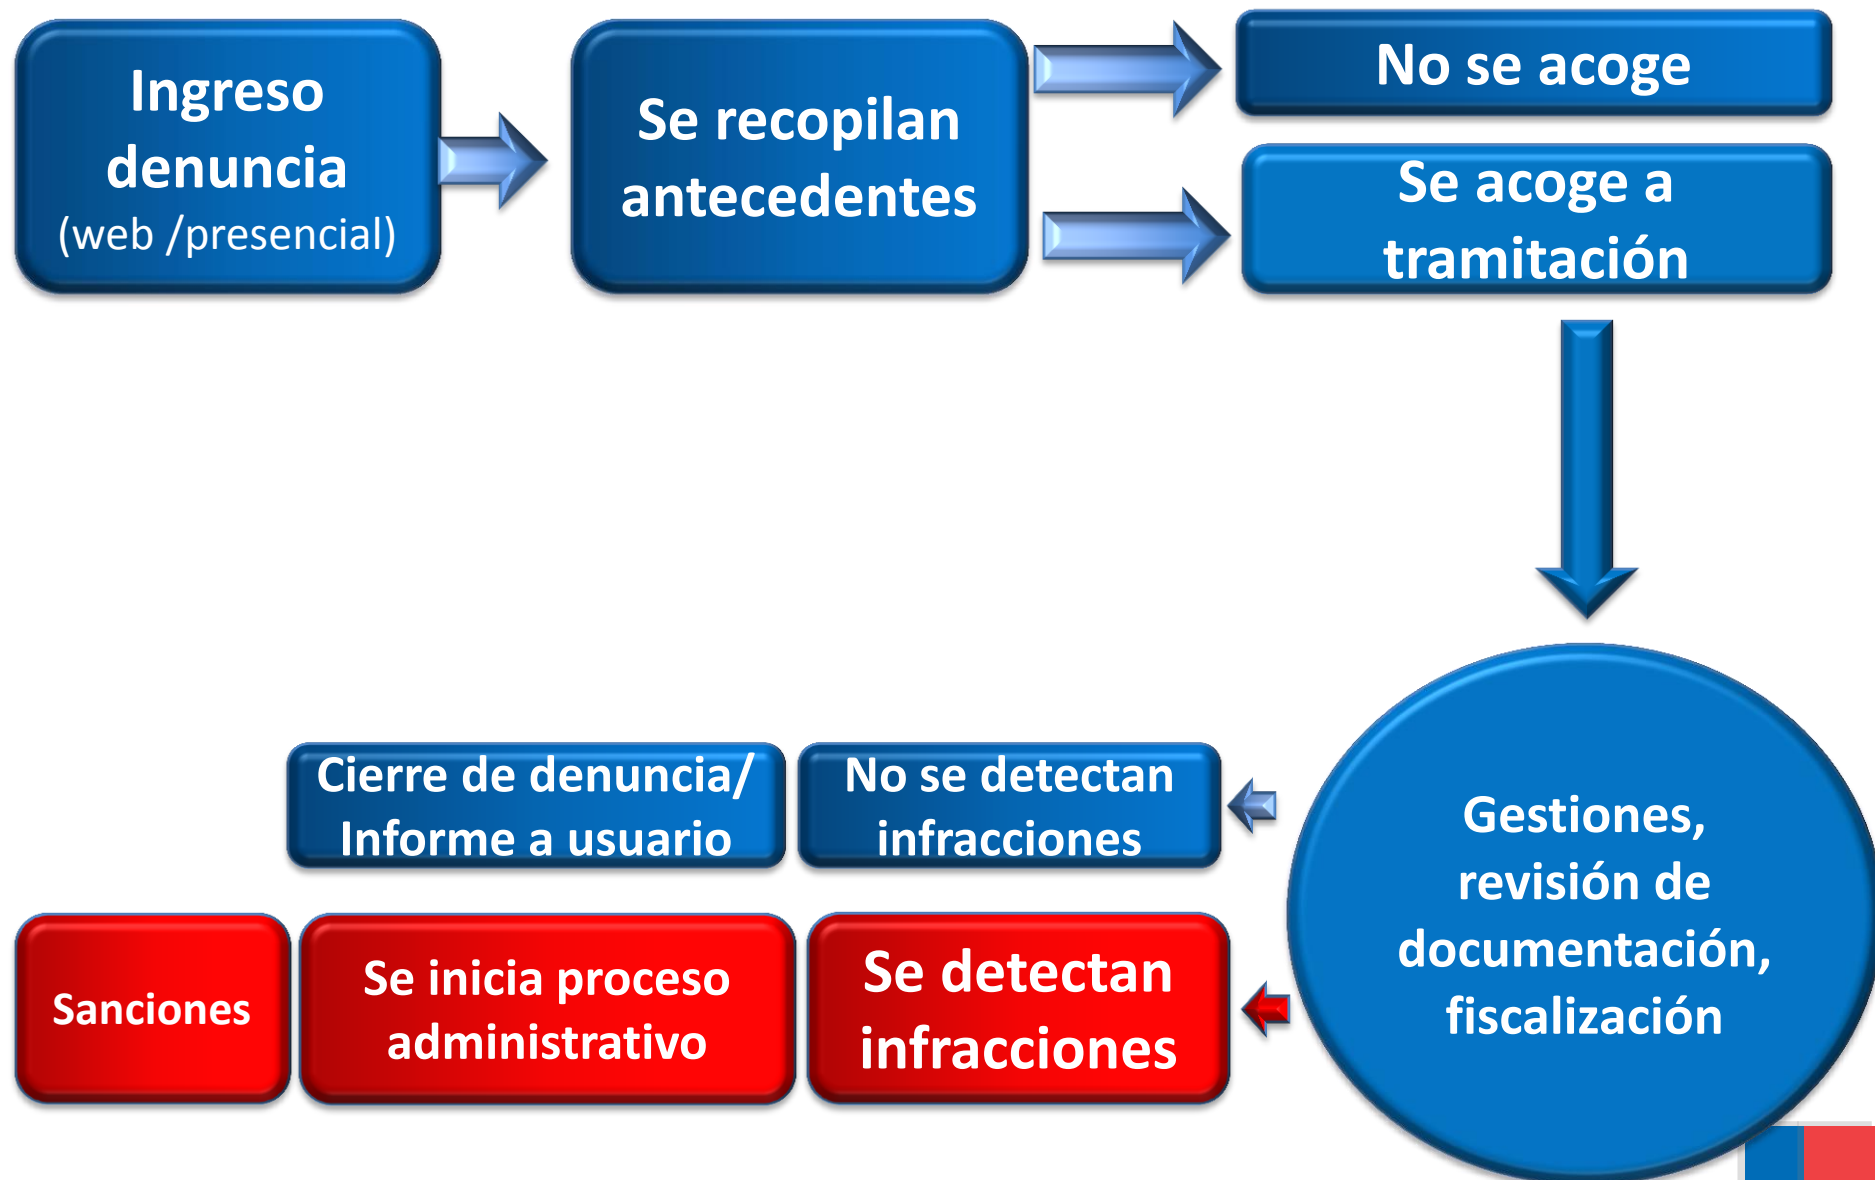 Ingreso
denuncia
(web /presencial)
Se recopilan
antecedentes
No se acoge
Se acoge a
tramitación
Gestiones,
revisión de
documentación,
fiscalización
No se detectan
infracciones
Cierre de denuncia/
Informe a usuario
Se detectan
infracciones
Se inicia proceso
administrativo
Sanciones